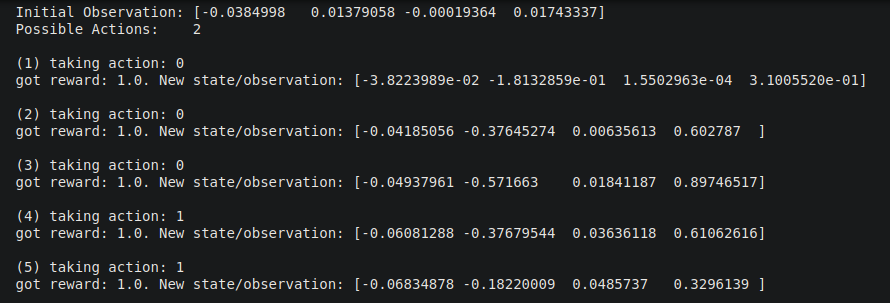 Initial Observation: [-0.0384998   0.01379058 -0.00019364  0.01743337]
Possible Actions:    2
(1) taking action: 0
got reward: 1.0. New state/observation: [-3.8223989e-02 -1.8132859e-01  1.5502963e-04  3.1005520e-01]
(2) taking action: 0
got reward: 1.0. New state/observation: [-0.04185056 -0.37645274  0.00635613  0.602787  ]
(3) taking action: 0
got reward: 1.0. New state/observation: [-0.04937961 -0.571663    0.01841187  0.89746517]
(4) taking action: 1
got reward: 1.0. New state/observation: [-0.06081288 -0.37679544  0.03636118  0.61062616]
(5) taking action: 1
got reward: 1.0. New state/observation: [-0.06834878 -0.18220009  0.0485737   0.3296139 ]